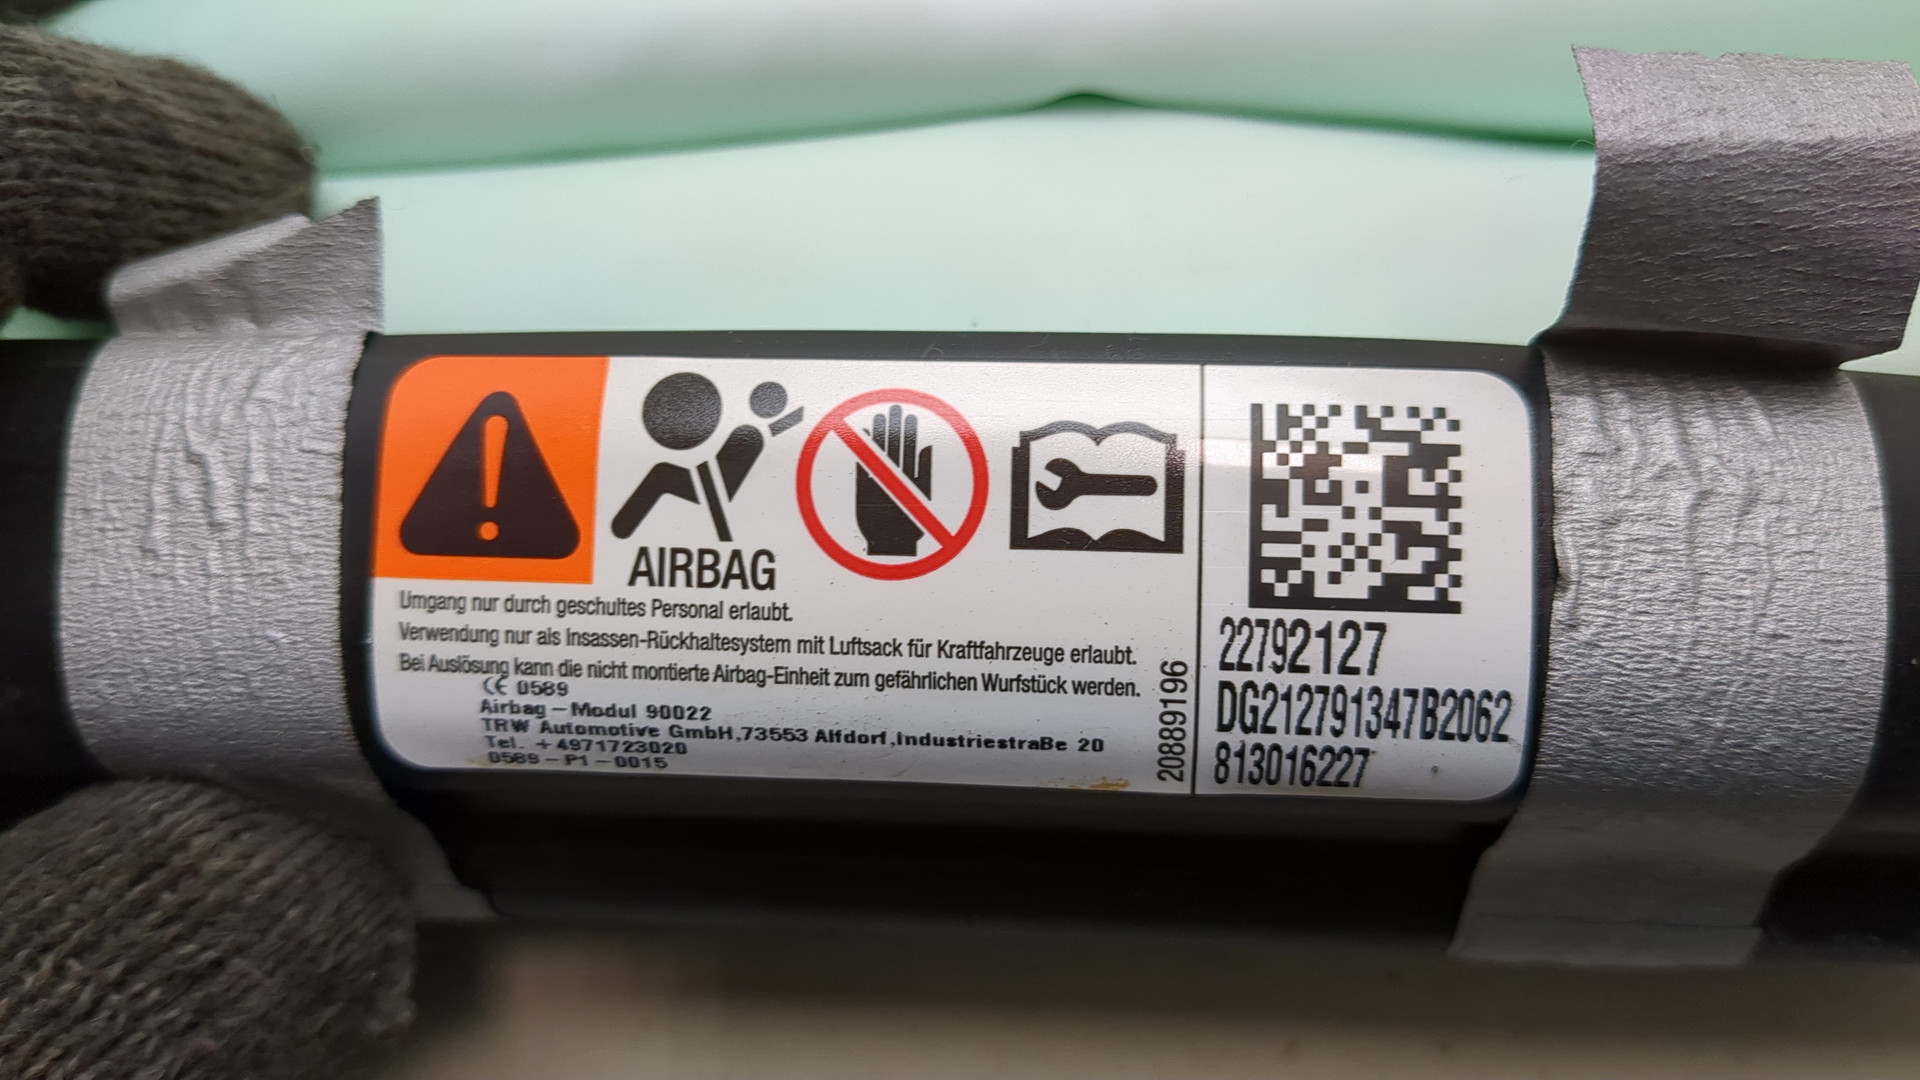 AIRBAG
Umgang nur durch geschultes Personal erlaubt.
Verwendung nur als Insassen-Rückhaltesystem mit Luftsack für Kraftfahrzeuge erlaubt.
Bei Auslösung kann die nicht montierte Airbag-Einheit zum gefährlichen Wurfstück werden.
CE 0589
Airbag - Modul 90022
TRW Automotive GmbH,73553 Alfdorf,Industriestraße 20
Tel. +4971723020
0589-P1-0015
20889196
22792127
DG212791347B2062
813016227